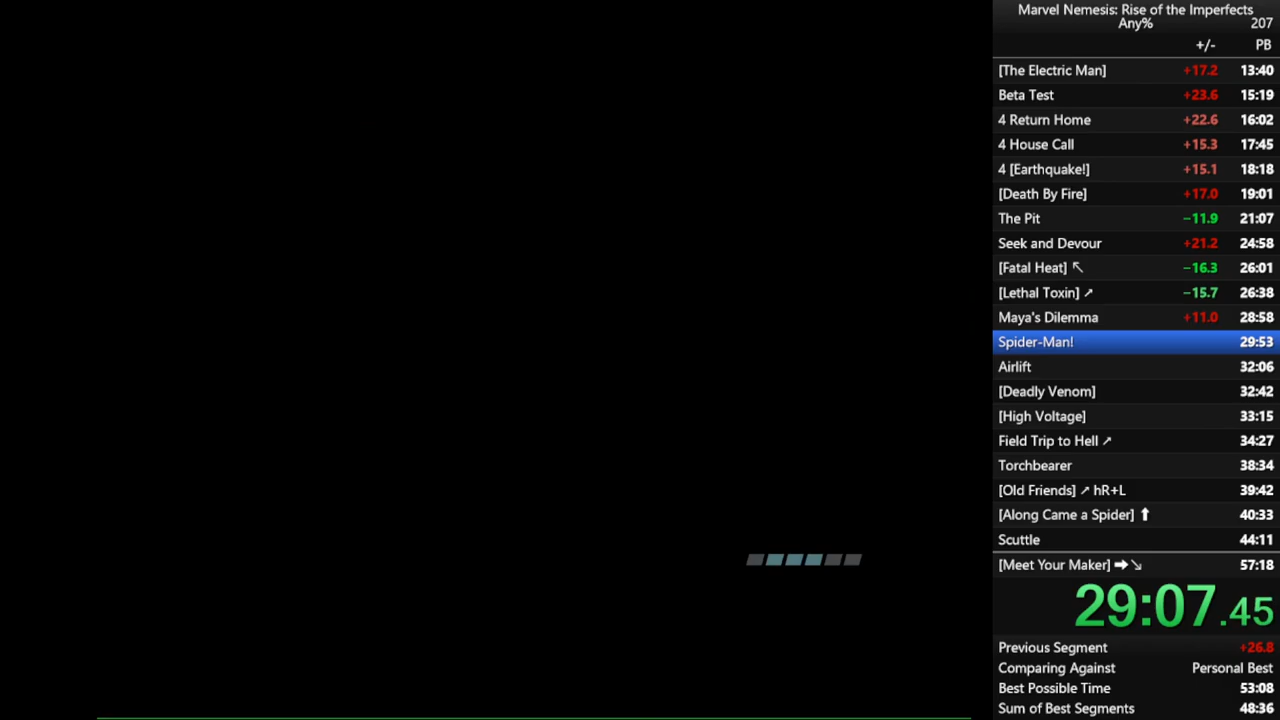 Marvel Nemesis: Rise of the Imperfects
Any% 207
+/- PB
[The Electric Man] +17.2 13:40
Beta Test +23.6 15:19
4 Return Home +22.6 16:02
4 House Call +15.3 17:45
4 [Earthquake!] +15.1 18:18
[Death By Fire] +17.0 19:01
The Pit −11.9 21:07
Seek and Devour +21.2 24:58
[Fatal Heat] ↖ −16.3 26:01
[Lethal Toxin] ↗ −15.7 26:38
Maya's Dilemma +11.0 28:58
Spider-Man! 29:53
Airlift 32:06
[Deadly Venom] 32:42
[High Voltage] 33:15
Field Trip to Hell ↗ 34:27
Torchbearer 38:34
[Old Friends] ↗ hR+L 39:42
[Along Came a Spider] ⬆ 40:33
Scuttle 44:11
[Meet Your Maker] ➡↘ 57:18
29:07.45
Previous Segment +26.8
Comparing Against Personal Best
Best Possible Time 53:08
Sum of Best Segments 48:36